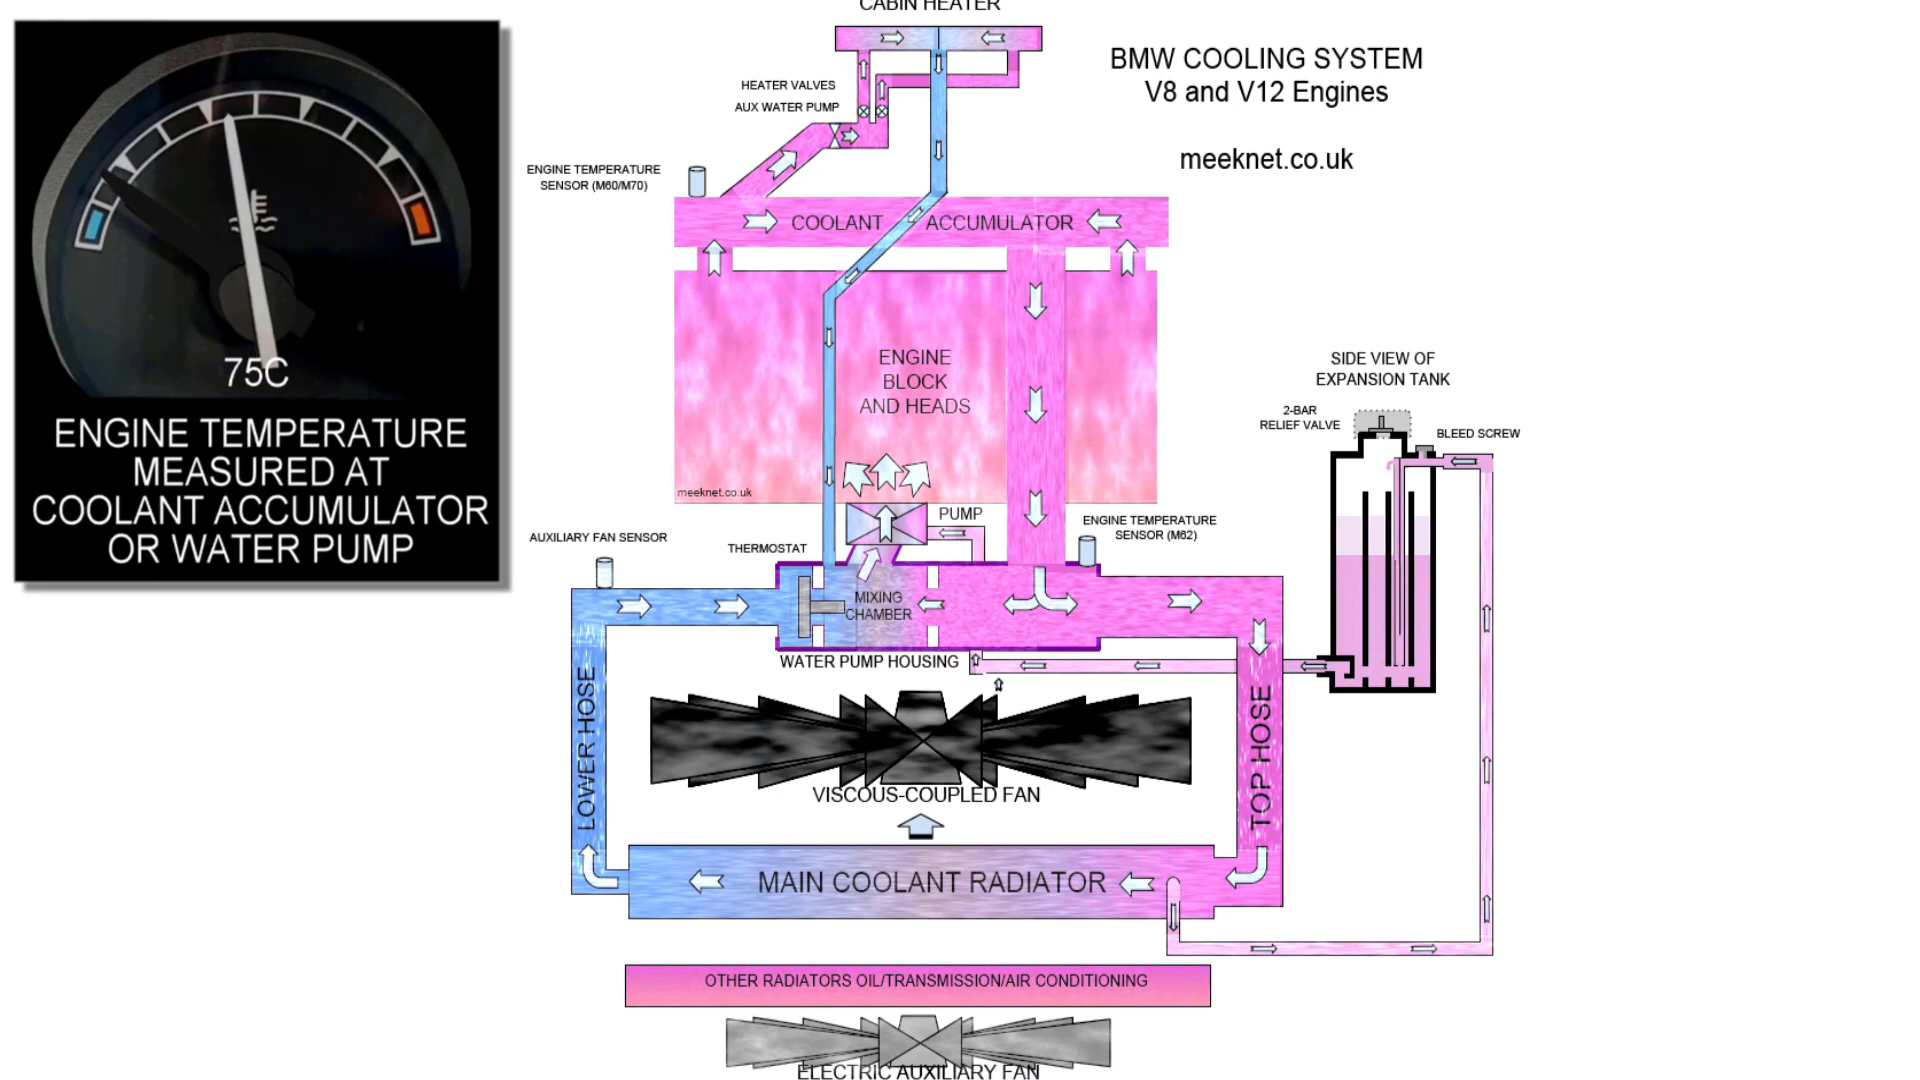 CABIN HEATER
BMW COOLING SYSTEM
V8 and V12 Engines
meeknet.co.uk
HEATER VALVES
AUX WATER PUMP
ENGINE TEMPERATURE
SENSOR (M60/M70)
COOLANT ACCUMULATOR
75C
ENGINE TEMPERATURE
MEASURED AT
COOLANT ACCUMULATOR
OR WATER PUMP
ENGINE
BLOCK
AND HEADS
meeknet.co.uk
SIDE VIEW OF
EXPANSION TANK
2-BAR
RELIEF VALVE
BLEED SCREW
PUMP
ENGINE TEMPERATURE
SENSOR (M62)
AUXILIARY FAN SENSOR
THERMOSTAT
MIXING
CHAMBER
WATER PUMP HOUSING
LOWER HOSE
TOP HOSE
VISCOUS-COUPLED FAN
MAIN COOLANT RADIATOR
OTHER RADIATORS OIL/TRANSMISSION/AIR CONDITIONING
ELECTRIC AUXILIARY FAN